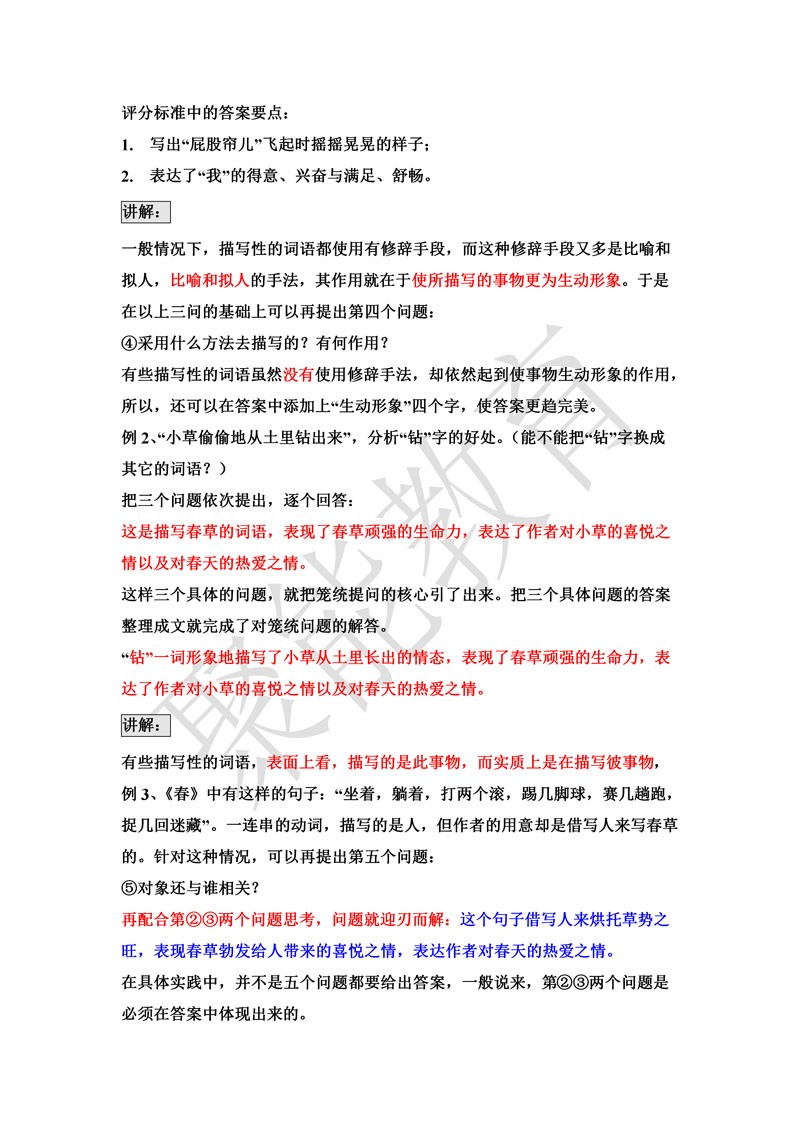 评分标准中的答案要点：
1. 写出“屁股帘儿”飞起时摇摇晃晃的样子；
2. 表达了“我”的得意、兴奋与满足、舒畅。
讲解：
一般情况下，描写性的词语都使用有修辞手段，而这种修辞手段又多是比喻和
拟人，比喻和拟人的手法，其作用就在于使所描写的事物更为生动形象。于是
在以上三问的基础上可以再提出第四个问题：
④采用什么方法去描写的？有何作用？
有些描写性的词语虽然没有使用修辞手法，却依然起到使事物生动形象的作用，
所以，还可以在答案中添加上“生动形象”四个字，使答案更趋完美。
例 2、“小草偷偷地从土里钻出来”，分析“钻”字的好处。（能不能把“钻”字换成
其它的词语？）
把三个问题依次提出，逐个回答：
这是描写春草的词语，表现了春草顽强的生命力，表达了作者对小草的喜悦之
情以及对春天的热爱之情。
这样三个具体的问题，就把笼统提问的核心引了出来。把三个具体问题的答案
整理成文就完成了对笼统问题的解答。
“钻”一词形象地描写了小草从土里长出的情态，表现了春草顽强的生命力，表
达了作者对小草的喜悦之情以及对春天的热爱之情。
讲解：
有些描写性的词语，表面上看，描写的是此事物，而实质上是在描写彼事物，
例 3、《春》中有这样的句子：“坐着，躺着，打两个滚，踢几脚球，赛几趟跑，
捉几回迷藏”。一连串的动词，描写的是人，但作者的用意却是借写人来写春草
的。针对这种情况，可以再提出第五个问题：
⑤对象还与谁相关？
再配合第②③两个问题思考，问题就迎刃而解：这个句子借写人来烘托草势之
旺，表现春草勃发给人带来的喜悦之情，表达作者对春天的热爱之情。
在具体实践中，并不是五个问题都要给出答案，一般说来，第②③两个问题是
必须在答案中体现出来的。
聚能教育